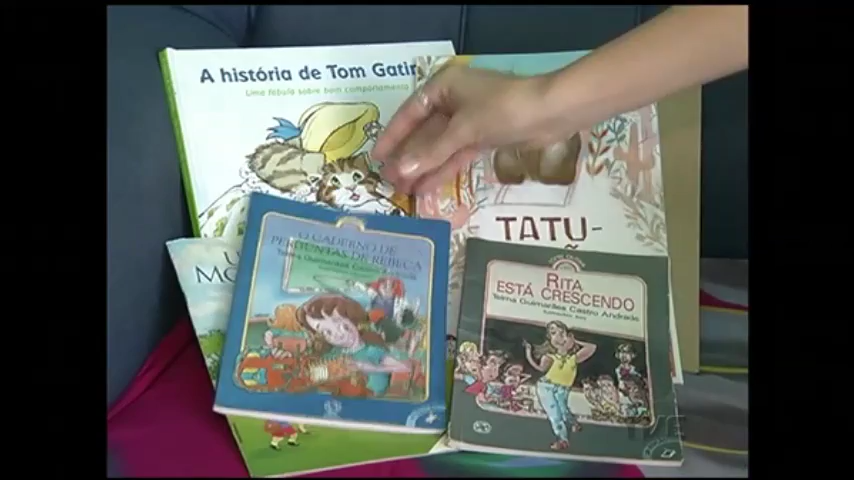 A história de Tom Gatin
Uma fábula sobre bom comportamento
TATU-
O CADERNO DE
PERGUNTAS DE REBECA
Telma Guimarães Castro Andrade
RITA
ESTÁ CRESCENDO
Telma Guimarães Castro Andrade
TVE